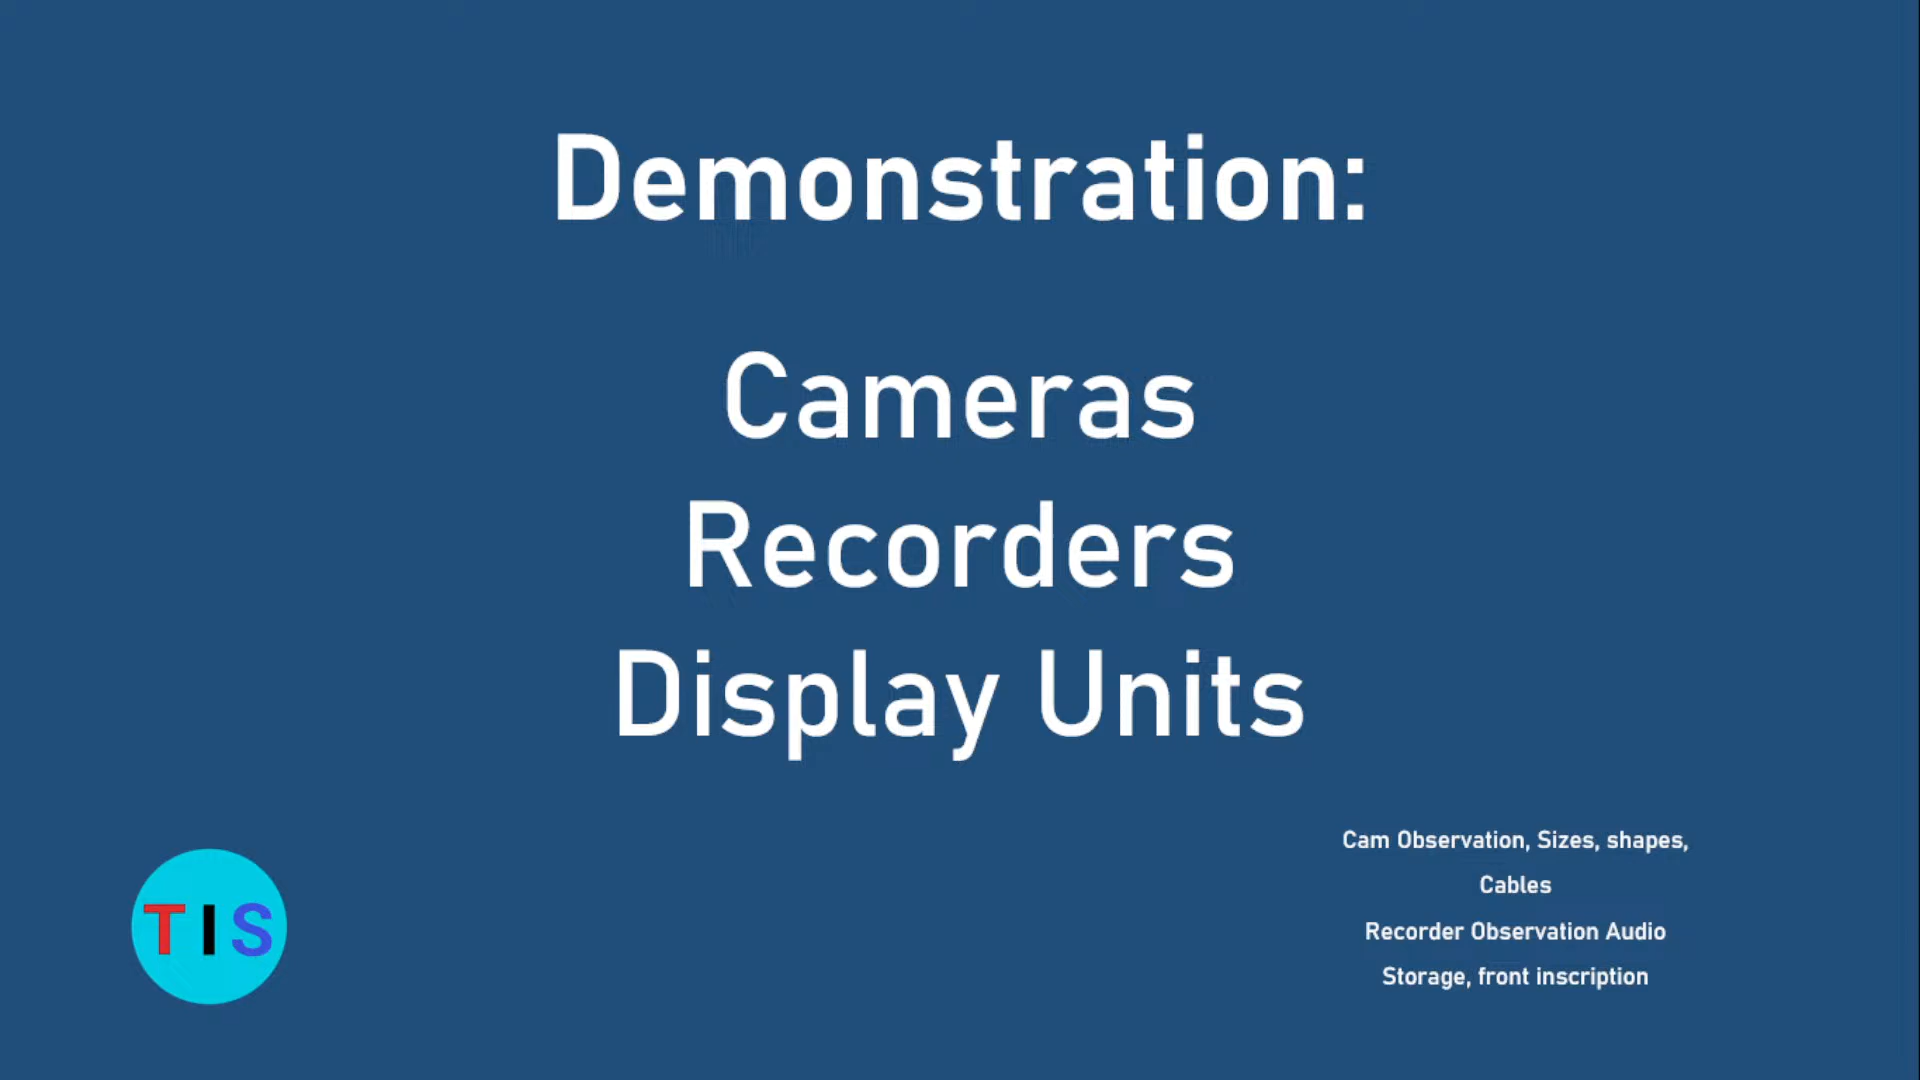 Demonstration:
Cameras
Recorders
Display Units
Cam Observation, Sizes, shapes,
Cables
Recorder Observation Audio
Storage, front inscription
TIS